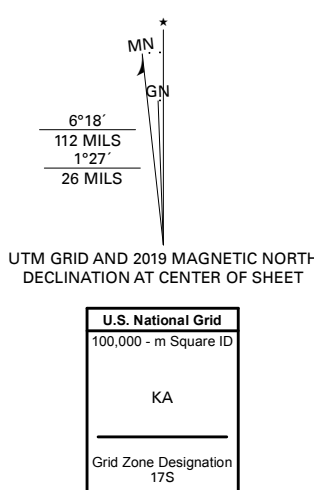 ★
MN
GN
6°18´
112 MILS
1°27´
26 MILS
UTM GRID AND 2019 MAGNETIC NORTH
DECLINATION AT CENTER OF SHEET
U.S. National Grid
100,000 - m Square ID
KA
Grid Zone Designation
17S